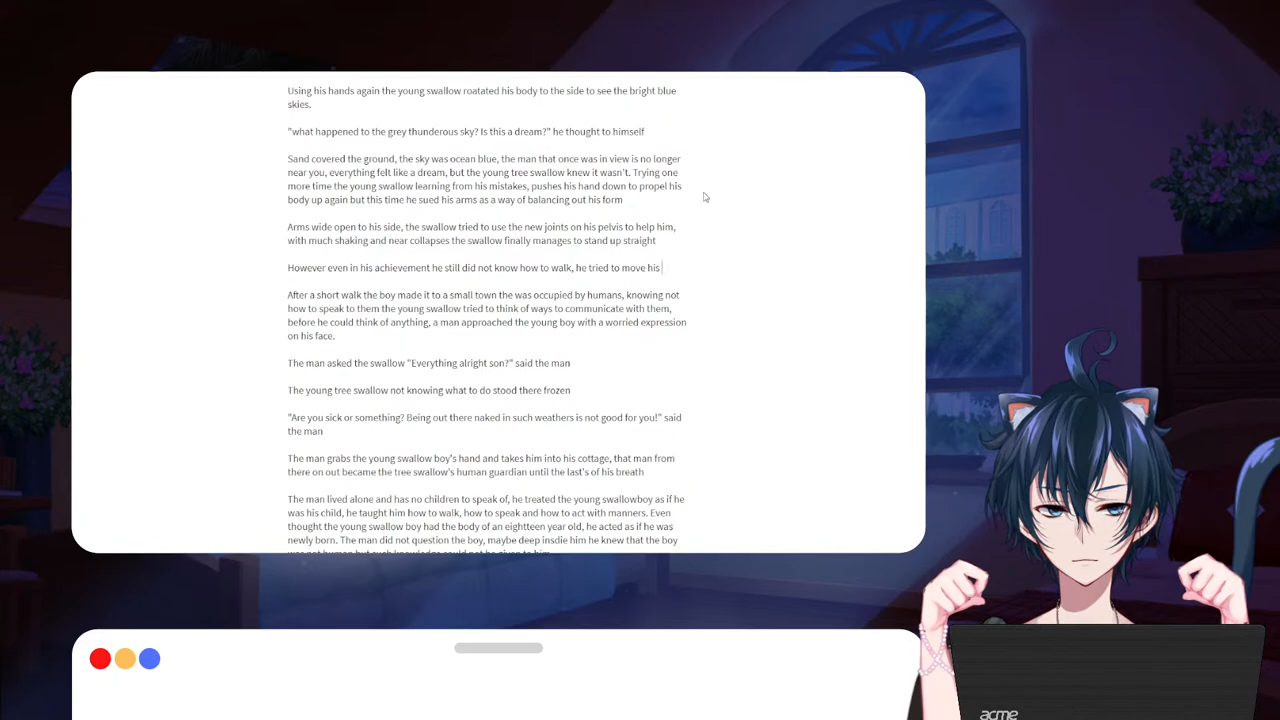 Using his hands again the young swallow roatated his body to the side to see the bright blue
skies.
"what happened to the grey thunderous sky? Is this a dream?" he thought to himself
Sand covered the ground, the sky was ocean blue, the man that once was in view is no longer
near you, everything felt like a dream, but the young tree swallow knew it wasn't. Trying one
more time the young swallow learning from his mistakes, pushes his hand down to propel his
body up again but this time he sued his arms as a way of balancing out his form
Arms wide open to his side, the swallow tried to use the new joints on his pelvis to help him,
with much shaking and near collapses the swallow finally manages to stand up straight
However even in his achievement he still did not know how to walk, he tried to move his
After a short walk the boy made it to a small town the was occupied by humans, knowing not
how to speak to them the young swallow tried to think of ways to communicate with them,
before he could think of anything, a man approached the young boy with a worried expression
on his face.
The man asked the swallow "Everything alright son?" said the man
The young tree swallow not knowing what to do stood there frozen
"Are you sick or something? Being out there naked in such weathers is not good for you!" said
the man
The man grabs the young swallow boy's hand and takes him into his cottage, that man from
there on out became the tree swallow's human guardian until the last's of his breath
The man lived alone and has no children to speak of, he treated the young swallowboy as if he
was his child, he taught him how to walk, how to speak and how to act with manners. Even
thought the young swallow boy had the body of an eightteen year old, he acted as if he was
newly born. The man did not question the boy, maybe deep insdie him he knew that the boy
was not human but such knowledge could not be given to him
acme